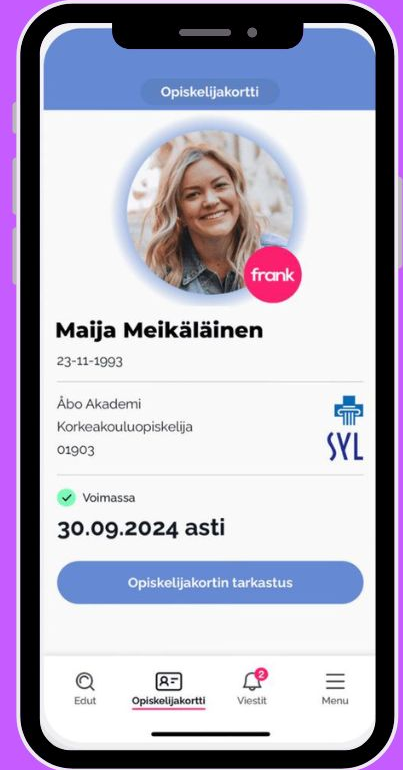 Opiskelijakortti
frank
Maija Meikäläinen
23-11-1993
Åbo Akademi
Korkeakouluopiskelija
01903
SYL
Voimassa
30.09.2024 asti
Opiskelijakortin tarkastus
2
Edut
Opiskelijakortti
Viestit
Menu